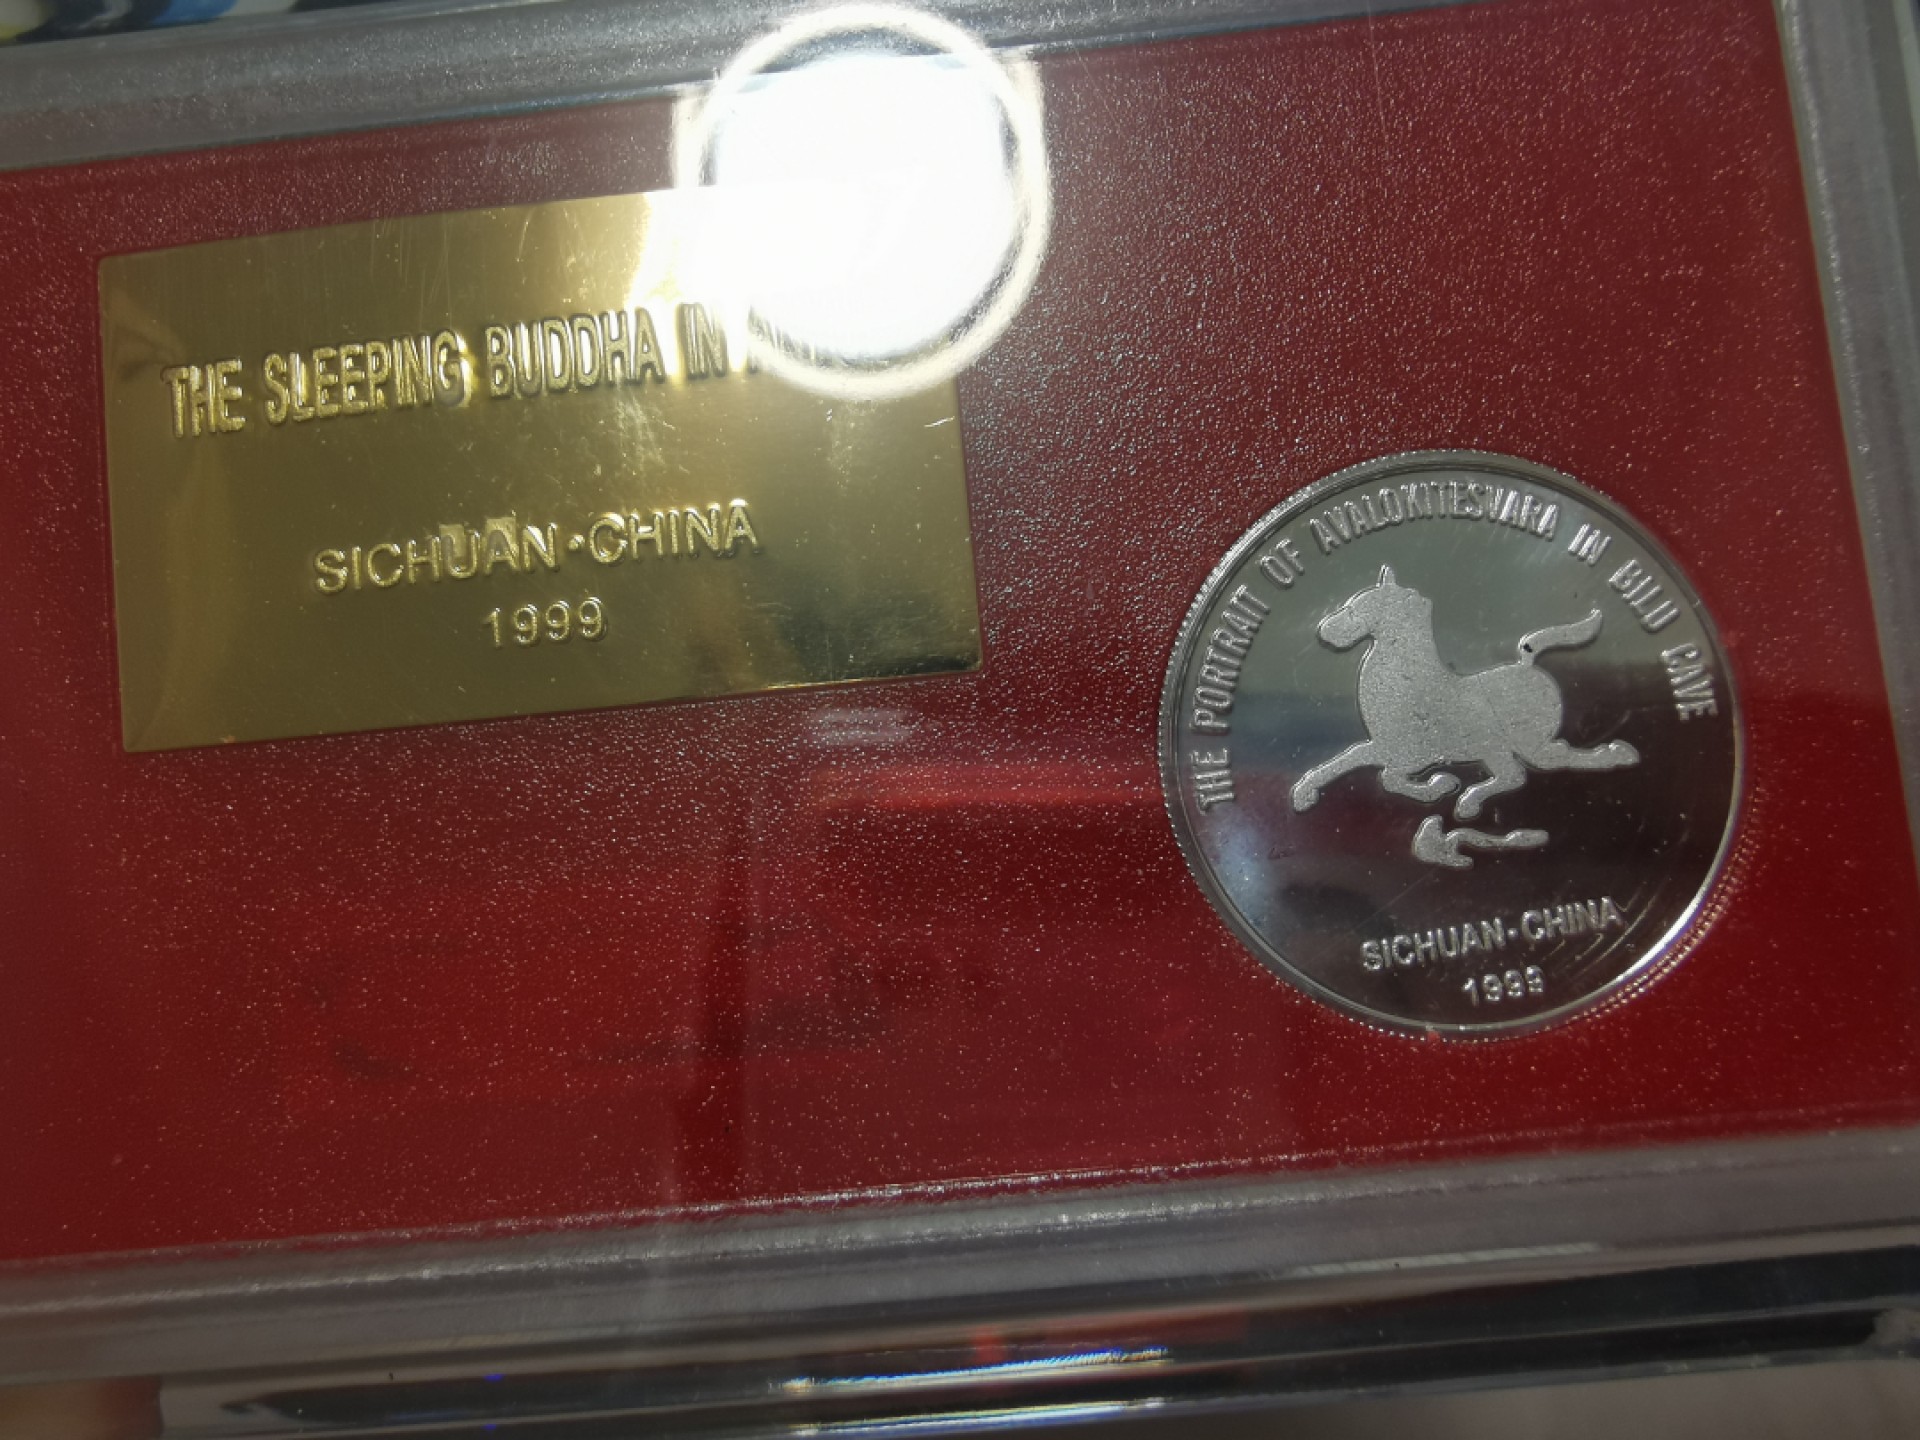 THE SLEEPING BUDDHA IN
SICHUAN·CHINA
1999
THE PORTRAIT OF AVALOKITESVARA IN BILU CAVE
SICHUAN·CHINA
1999